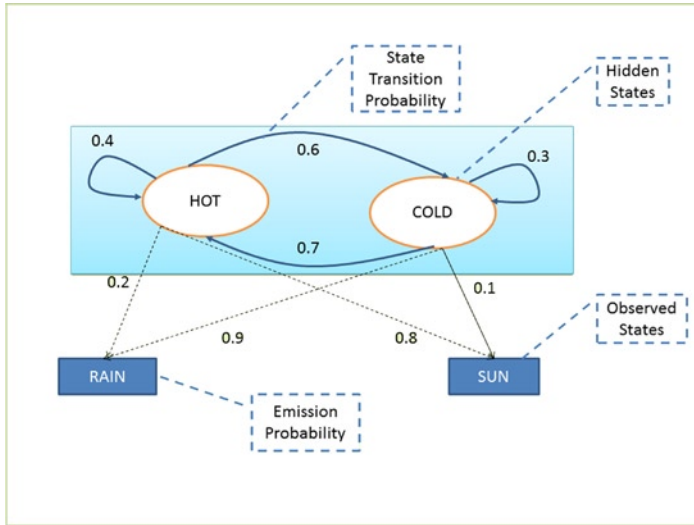 State
Transition
Probability
Hidden
States
0.4
0.6
0.3
HOT
COLD
0.7
0.2
0.1
0.9
0.8
Observed
States
RAIN
SUN
Emission
Probability